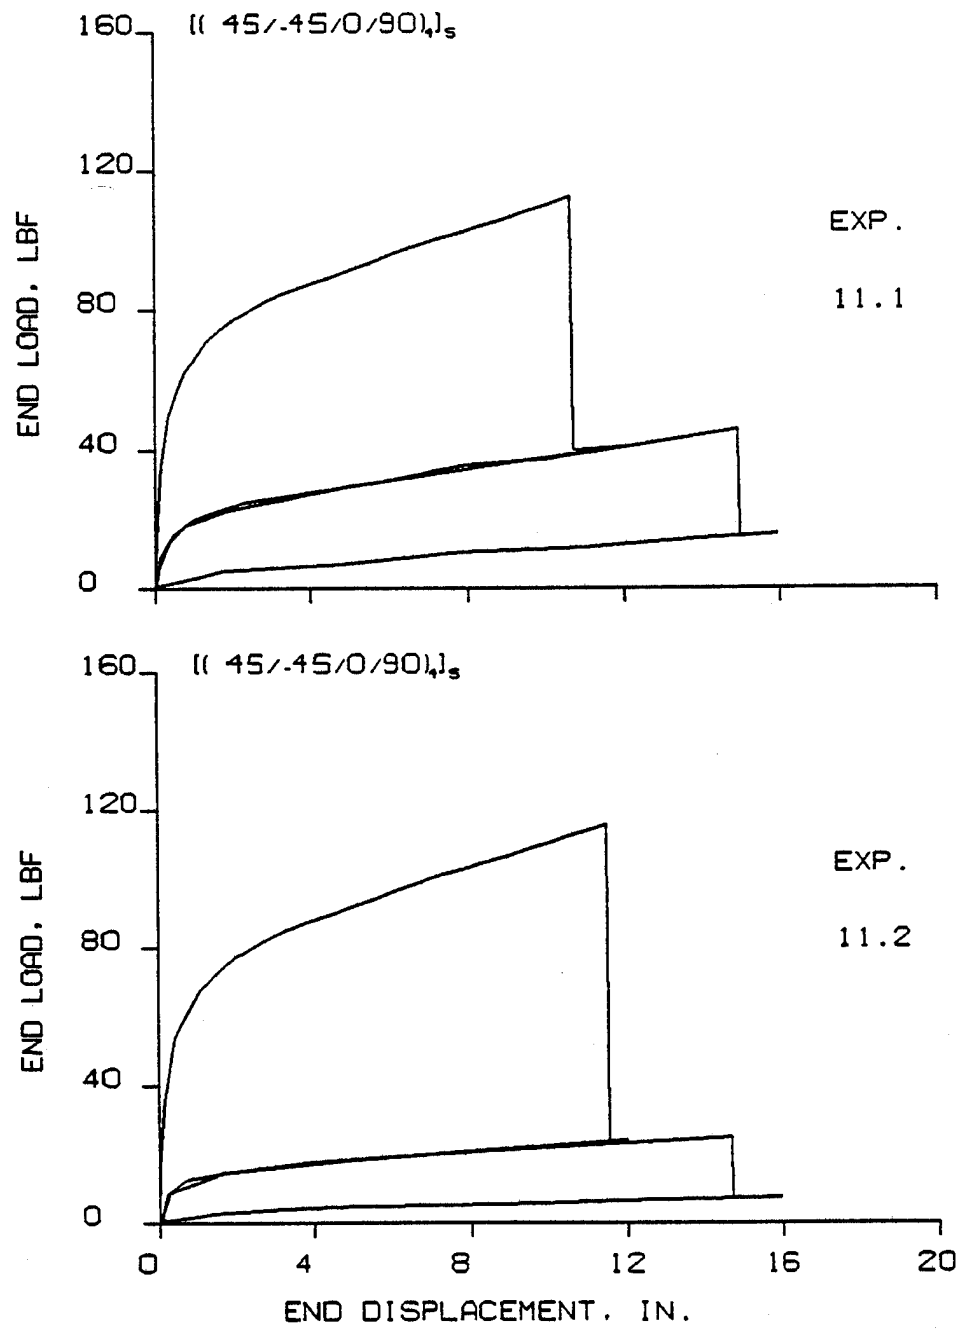 160
[( 45/-45/0/90)₄]ₛ
120
80
40
0
END LOAD, LBF
EXP.
11.1
160
[( 45/-45/0/90)₄]ₛ
120
80
40
0
END LOAD, LBF
EXP.
11.2
0 4 8 12 16 20
END DISPLACEMENT, IN.